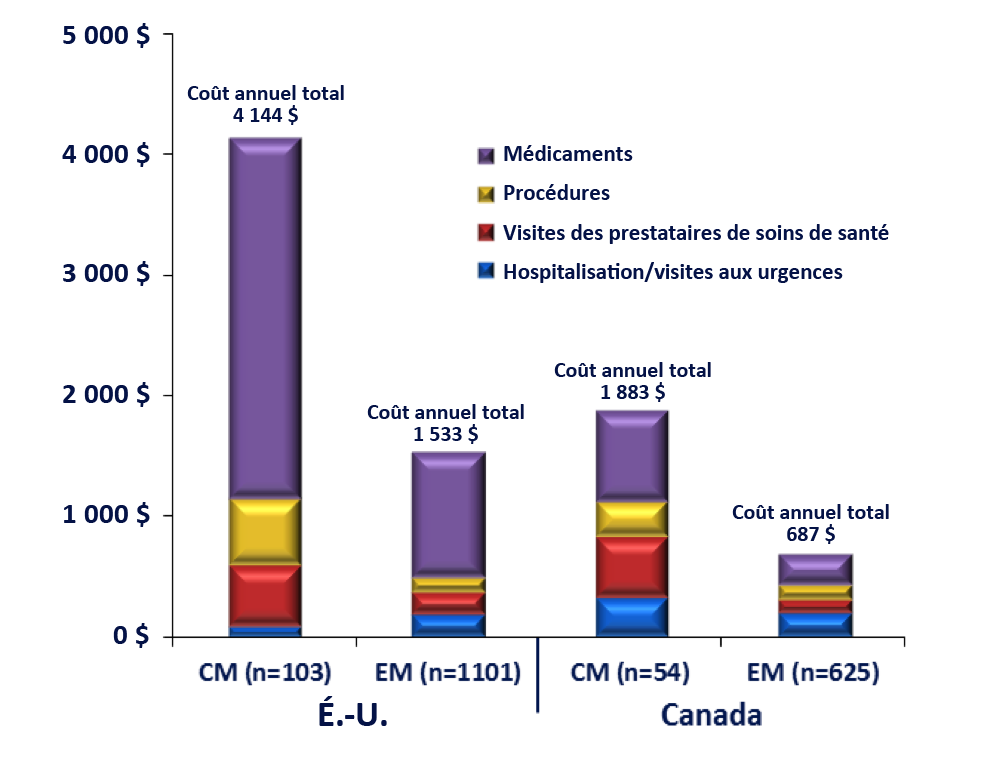 5 000 $
4 000 $
3 000 $
2 000 $
1 000 $
0 $
Coût annuel total
4 144 $
Coût annuel total
1 533 $
Coût annuel total
1 883 $
Coût annuel total
687 $
Médicaments
Procédures
Visites des prestataires de soins de santé
Hospitalisation/visites aux urgences
CM (n=103)
EM (n=1101)
CM (n=54)
EM (n=625)
É.-U.
Canada